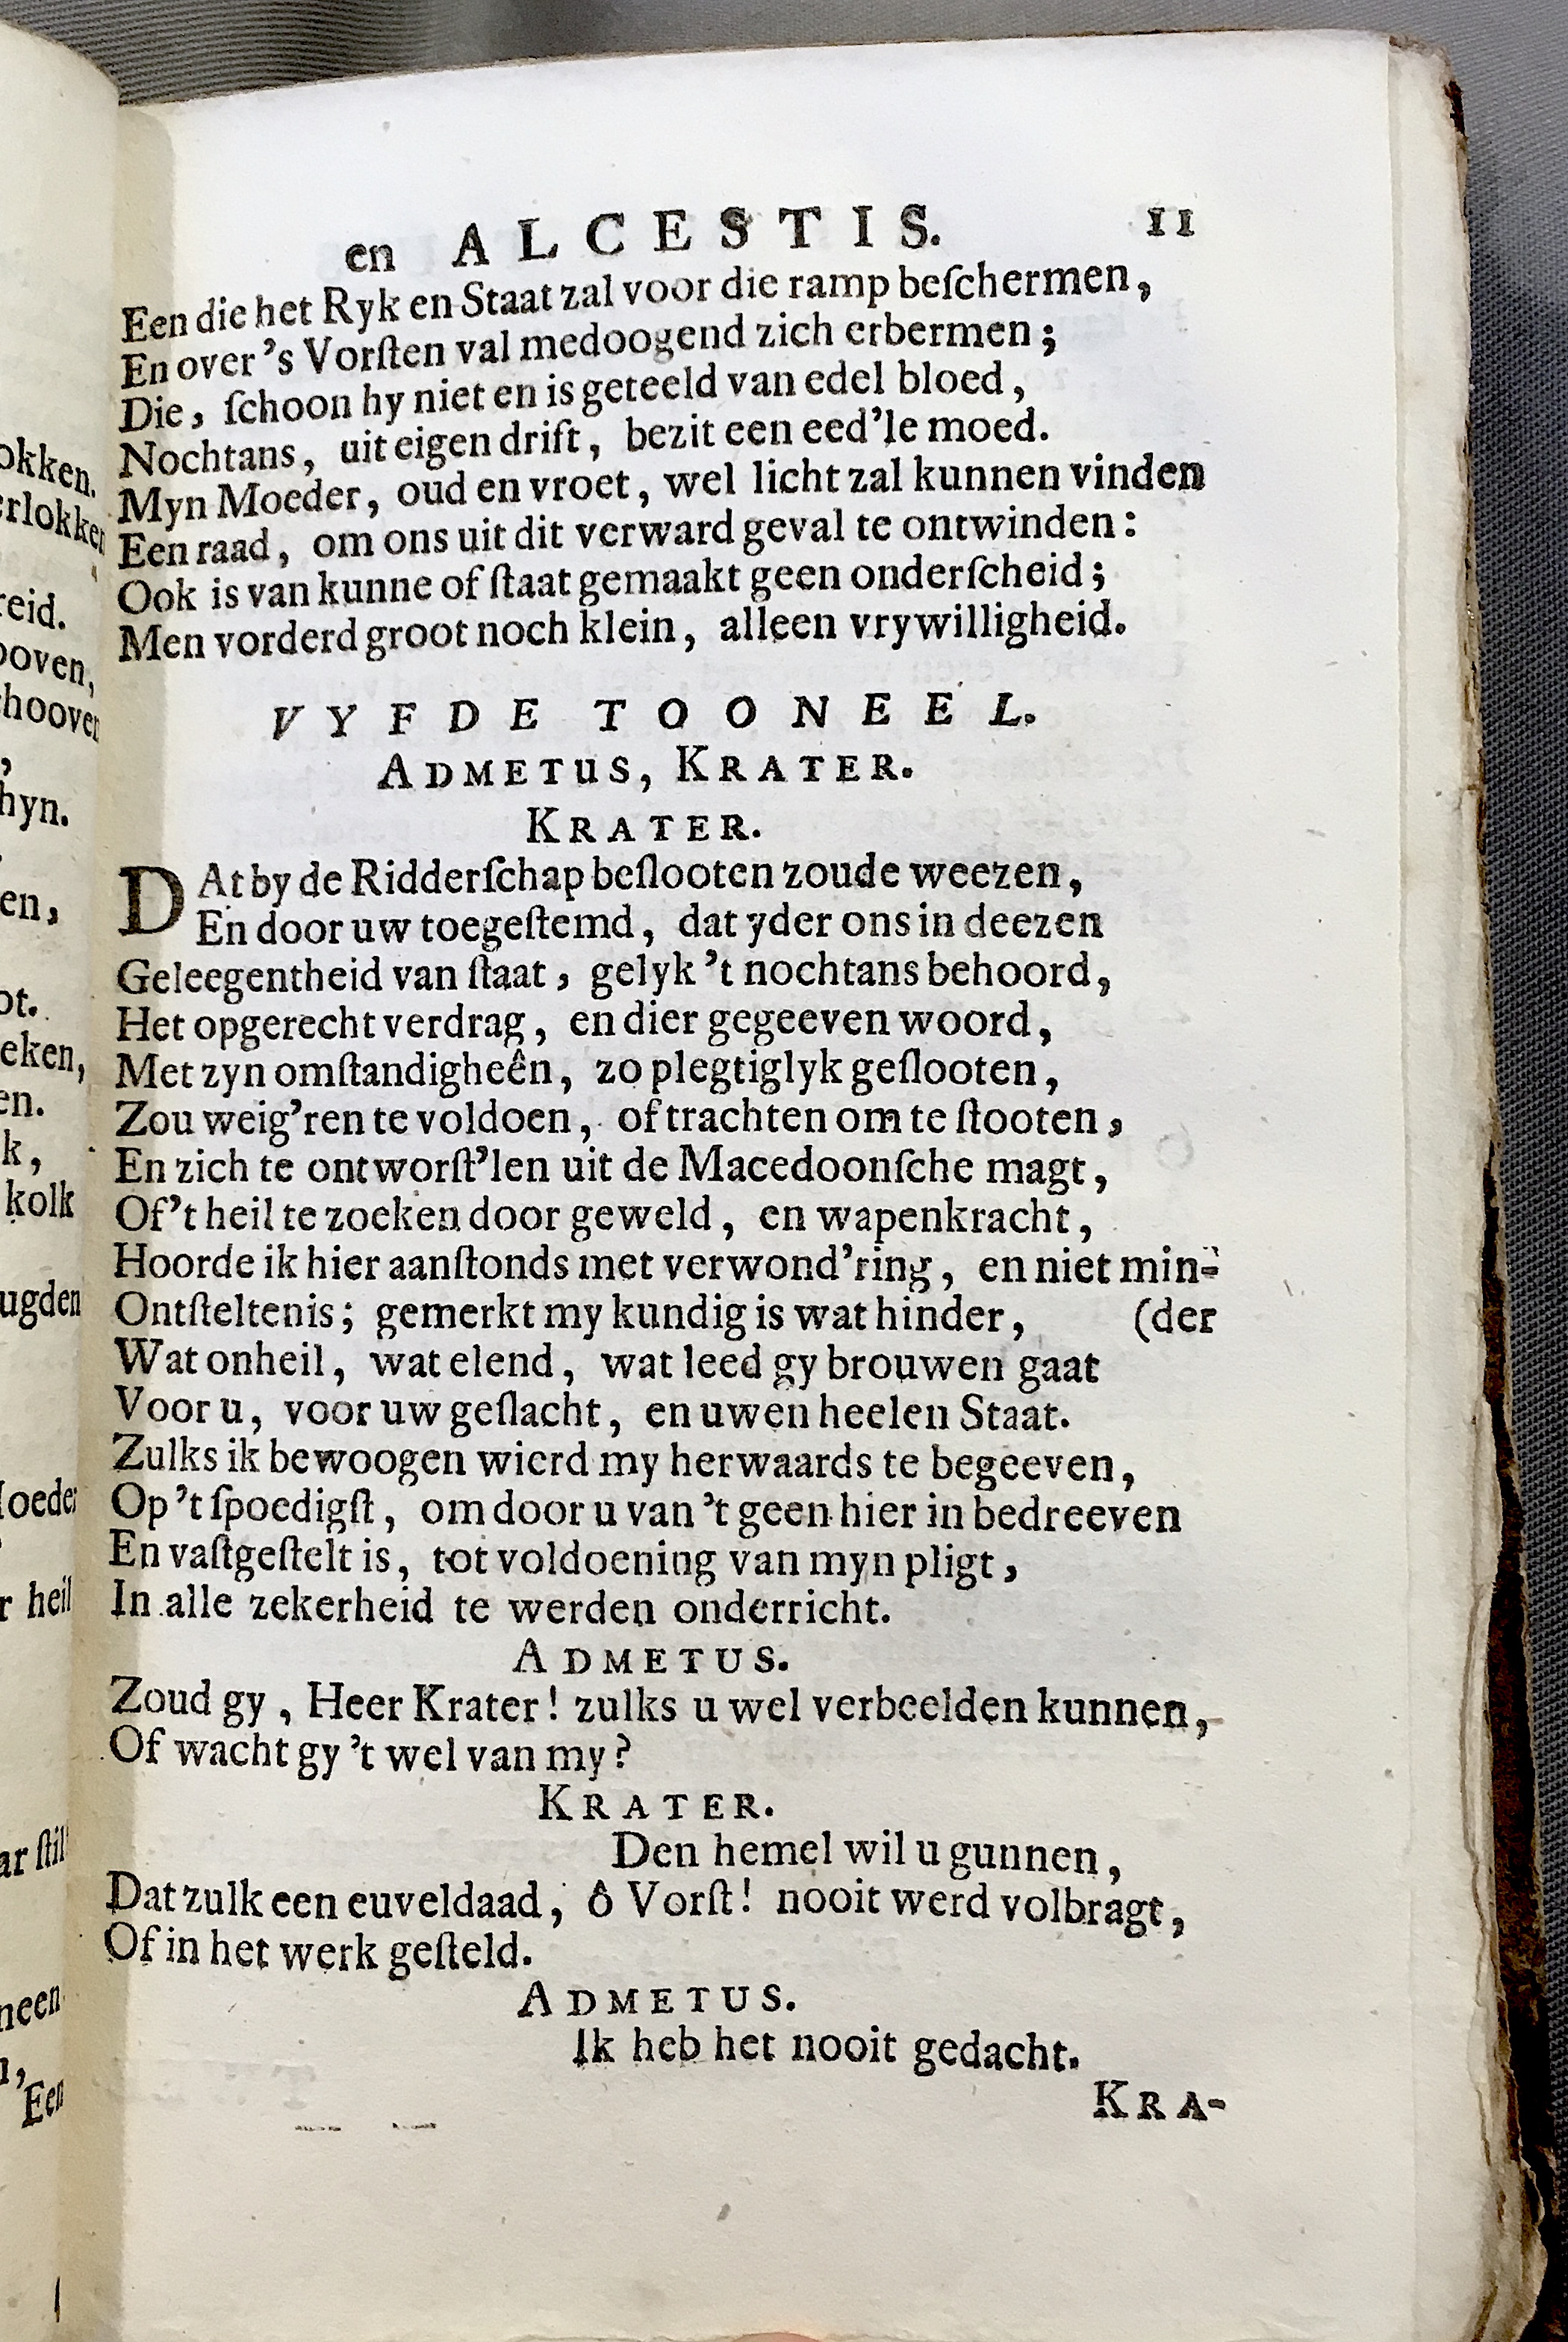 en ALCESTIS. 11
Een die het Ryk en Staat zal voor die ramp beſchermen,
En over 's Vorſten val medoogend zich erbermen;
Die, ſchoon hy niet en is geteeld van edel bloed,
Nochtans, uit eigen drift, bezit een eed'le moed.
Myn Moeder, oud en vroet, wel licht zal kunnen vinden
Een raad, om ons uit dit verward geval te ontwinden:
Ook is van kunne of ſtaat gemaakt geen onderſcheid;
Men vorderd groot noch klein, alleen vrywilligheid.
VYFDE TOONEEL.
ADMETUS, KRATER.
KRATER.
DAt by de Ridderſchap beſlooten zoude weezen,
En door uw toegeſtemd, dat yder ons in deezen
Geleegentheid van ſtaat, gelyk 't nochtans behoord,
Het opgerecht verdrag, en dier gegeeven woord,
Met zyn omſtandigheên, zo plegtiglyk geſlooten,
Zou weig'ren te voldoen, of trachten om te ſtooten,
En zich te ontworſt'len uit de Macedoonſche magt,
Of 't heil te zoeken door geweld, en wapenkracht,
Hoorde ik hier aanſtonds met verwond'ring, en niet min-
Ontſteltenis; gemerkt my kundig is wat hinder, (der
Wat onheil, wat elend, wat leed gy brouwen gaat
Voor u, voor uw geſlacht, en uwen heelen Staat.
Zulks ik bewoogen wierd my herwaards te begeeven,
Op 't ſpoedigſt, om door u van 't geen hier in bedreeven
En vaſtgeſtelt is, tot voldoening van myn pligt,
In alle zekerheid te werden onderricht.
ADMETUS.
Zoud gy, Heer Krater! zulks u wel verbeelden kunnen,
Of wacht gy 't wel van my?
KRATER.
Den hemel wil u gunnen,
Dat zulk een euveldaad, ô Vorſt! nooit werd volbragt,
Of in het werk geſteld.
ADMETUS.
Ik heb het nooit gedacht.
KRA-